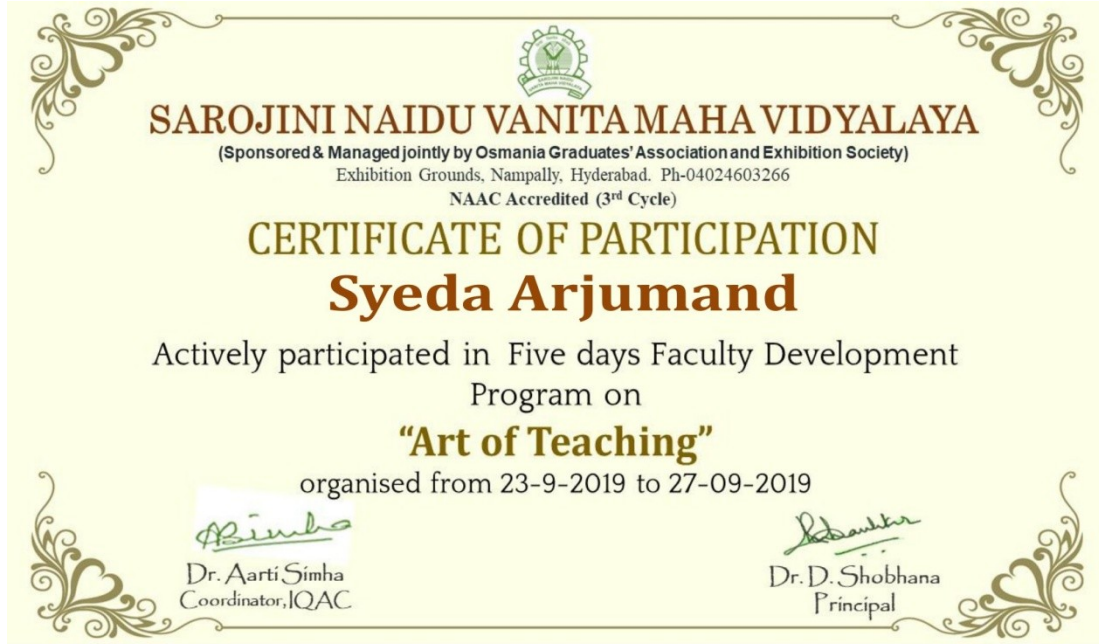 SAROJINI NAIDU VANITA MAHA VIDYALAYA
(Sponsored & Managed jointly by Osmania Graduates' Association and Exhibition Society)
Exhibition Grounds, Nampally, Hyderabad. Ph-04024603266
NAAC Accredited (3rd Cycle)
CERTIFICATE OF PARTICIPATION
Syeda Arjumand
Actively participated in Five days Faculty Development
Program on
“Art of Teaching”
organised from 23-9-2019 to 27-09-2019
Dr. Aarti Simha
Coordinator, IQAC
Dr. D. Shobhana
Principal